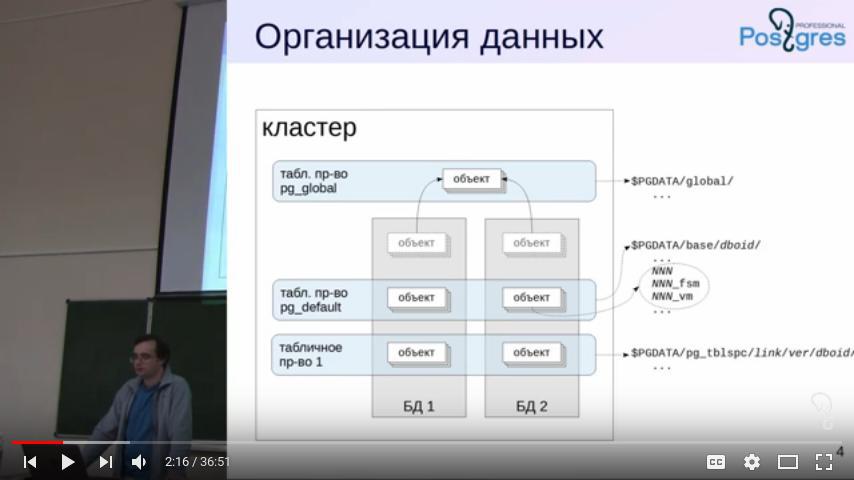 Организация данных
PROFESSIONAL
Postgres
кластер
табл. пр-во
pg_global
объект
$PGDATA/global/
...
объект
объект
$PGDATA/base/dboid/
...
NNN
NNN_fsm
NNN_vm
...
табл. пр-во
pg_default
объект
объект
табличное
пр-во 1
объект
объект
$PGDATA/pg_tblspc/link/ver/dboid/
...
БД 1
БД 2
4
2:16 / 36:51
CC